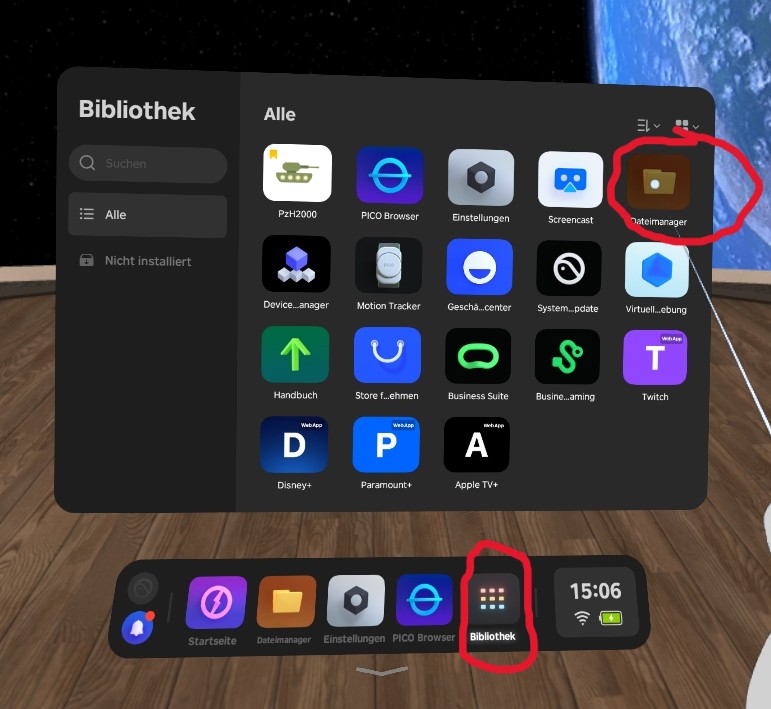 Bibliothek
Suchen
Alle
Nicht installiert
Alle
PzH2000
PICO Browser
Einstellungen
Screencast
Dateimanager
Device...anager
Motion Tracker
Geschä...center
System...pdate
Virtuell...ebung
Handbuch
Store f...ehmen
Business Suite
Busine...aming
WebApp
T
Twitch
WebApp
D
Disney+
WebApp
P
Paramount+
WebApp
A
Apple TV+
Startseite
Dateimanager
Einstellungen
PICO Browser
Bibliothek
15:06